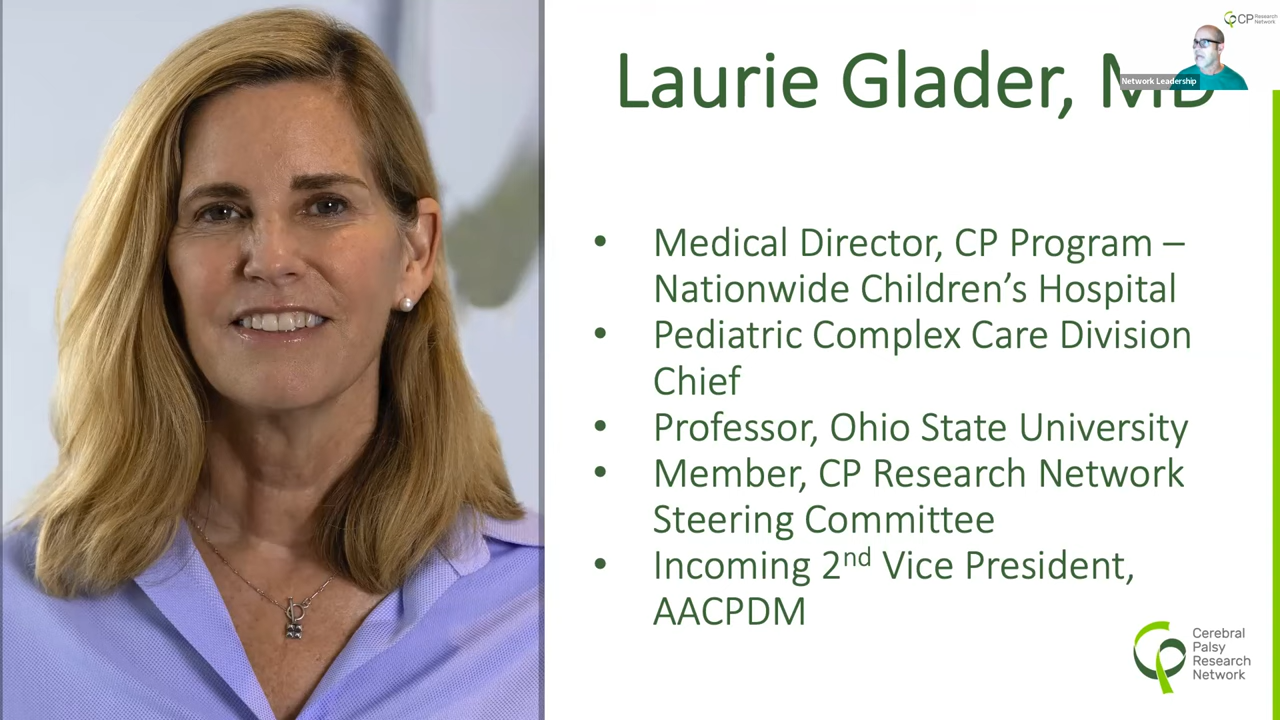 Laurie Glader, MD
CP Research
Network
Network Leadership
• Medical Director, CP Program –
Nationwide Children’s Hospital
• Pediatric Complex Care Division
Chief
• Professor, Ohio State University
• Member, CP Research Network
Steering Committee
• Incoming 2nd Vice President,
AACPDM
Cerebral
Palsy
Research
Network